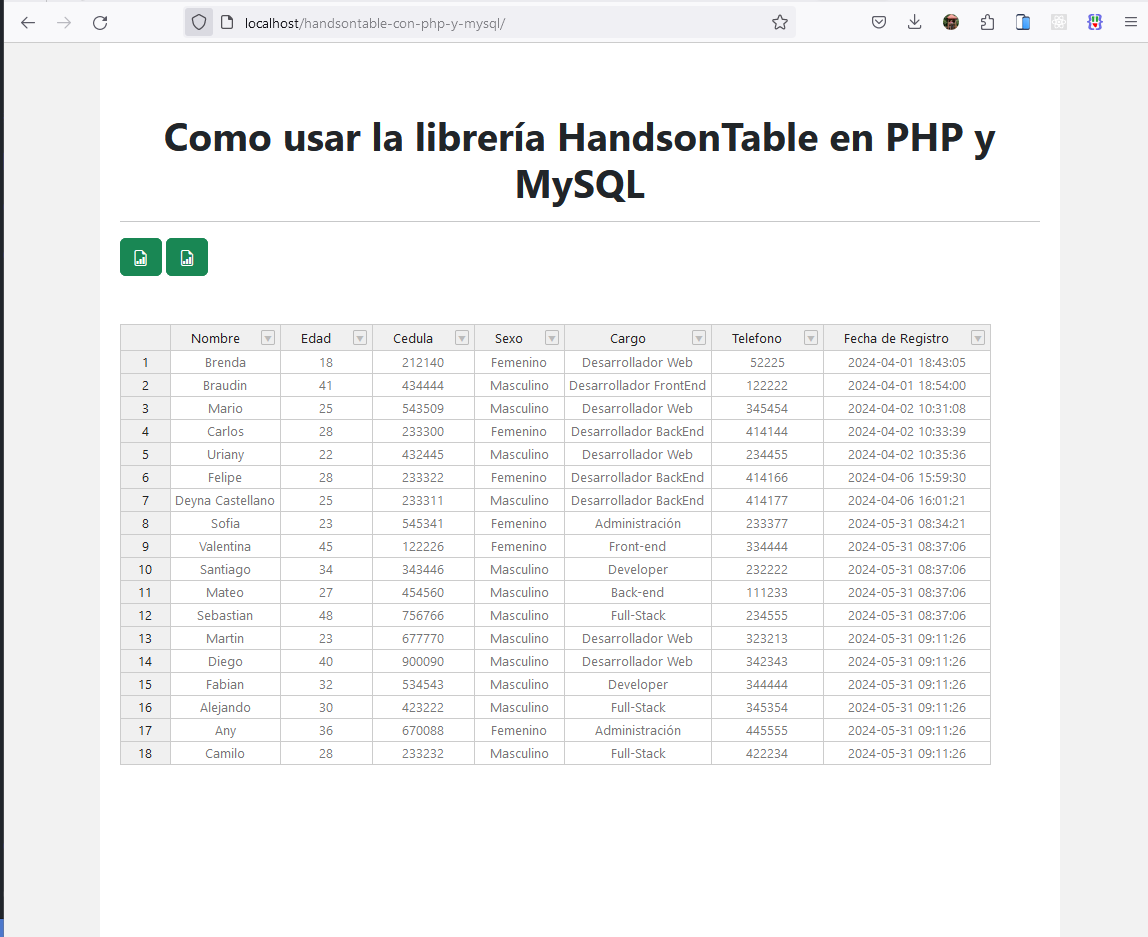 localhost/handsontable-con-php-y-mysql/
Como usar la librería HandsonTable en PHP y
MySQL
Nombre Edad Cedula Sexo Cargo Telefono Fecha de Registro
1 Brenda 18 212140 Femenino Desarrollador Web 52225 2024-04-01 18:43:05
2 Braudin 41 434444 Masculino Desarrollador FrontEnd 122222 2024-04-01 18:54:00
3 Mario 25 543509 Masculino Desarrollador Web 345454 2024-04-02 10:31:08
4 Carlos 28 233300 Femenino Desarrollador BackEnd 414144 2024-04-02 10:33:39
5 Uriany 22 432445 Masculino Desarrollador Web 234455 2024-04-02 10:35:36
6 Felipe 28 233322 Femenino Desarrollador BackEnd 414166 2024-04-06 15:59:30
7 Deyna Castellano 25 233311 Masculino Desarrollador BackEnd 414177 2024-04-06 16:01:21
8 Sofia 23 545341 Femenino Administración 233377 2024-05-31 08:34:21
9 Valentina 45 122226 Femenino Front-end 334444 2024-05-31 08:37:06
10 Santiago 34 343446 Masculino Developer 232222 2024-05-31 08:37:06
11 Mateo 27 454560 Masculino Back-end 111233 2024-05-31 08:37:06
12 Sebastian 48 756766 Masculino Full-Stack 234555 2024-05-31 08:37:06
13 Martin 23 677770 Masculino Desarrollador Web 323213 2024-05-31 09:11:26
14 Diego 40 900090 Masculino Desarrollador Web 342343 2024-05-31 09:11:26
15 Fabian 32 534543 Masculino Developer 344444 2024-05-31 09:11:26
16 Alejando 30 423222 Masculino Full-Stack 345354 2024-05-31 09:11:26
17 Any 36 670088 Femenino Administración 445555 2024-05-31 09:11:26
18 Camilo 28 233232 Masculino Full-Stack 422234 2024-05-31 09:11:26